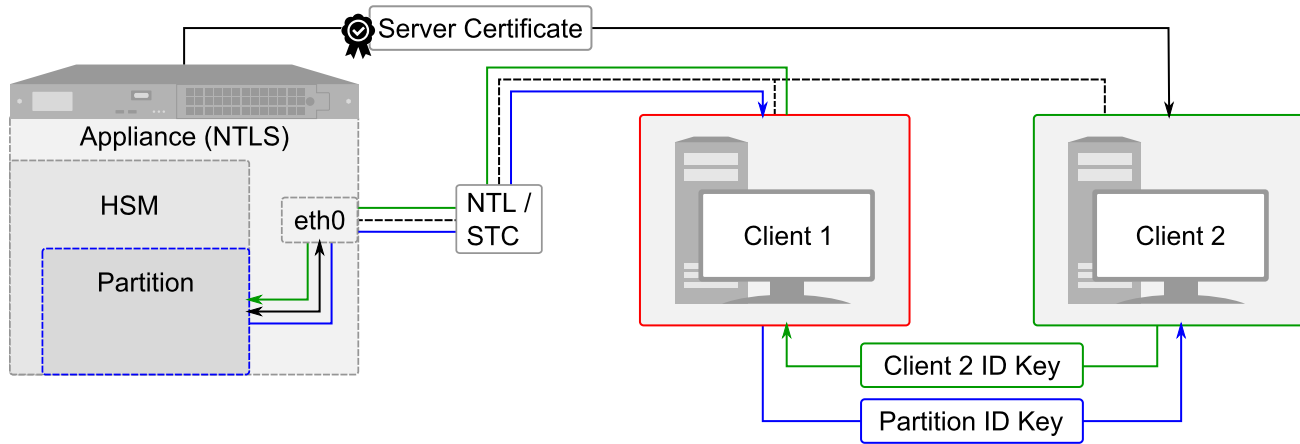 Server Certificate
Appliance (NTLS)
HSM
eth0
NTL /
STC
Partition
Client 1
Client 2
Client 2 ID Key
Partition ID Key